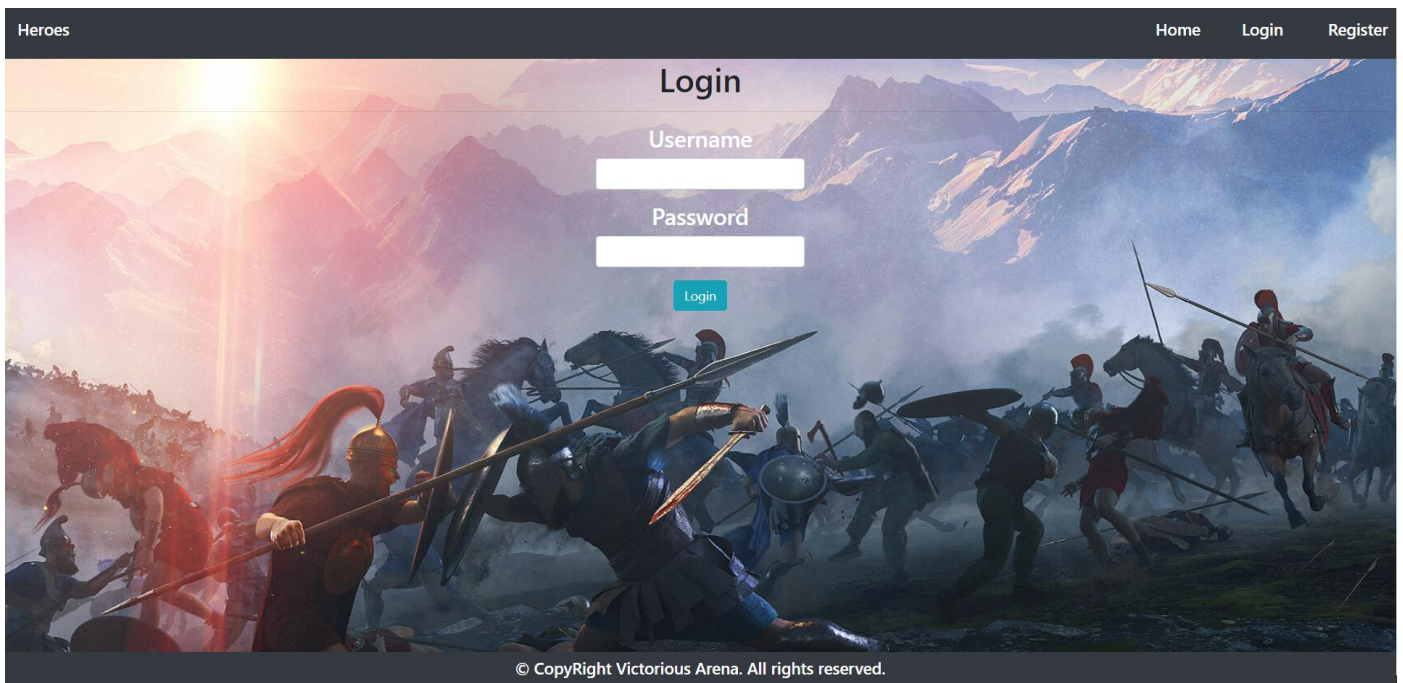 Heroes Home Login Register
Login
Username
Password
Login
© CopyRight Victorious Arena. All rights reserved.